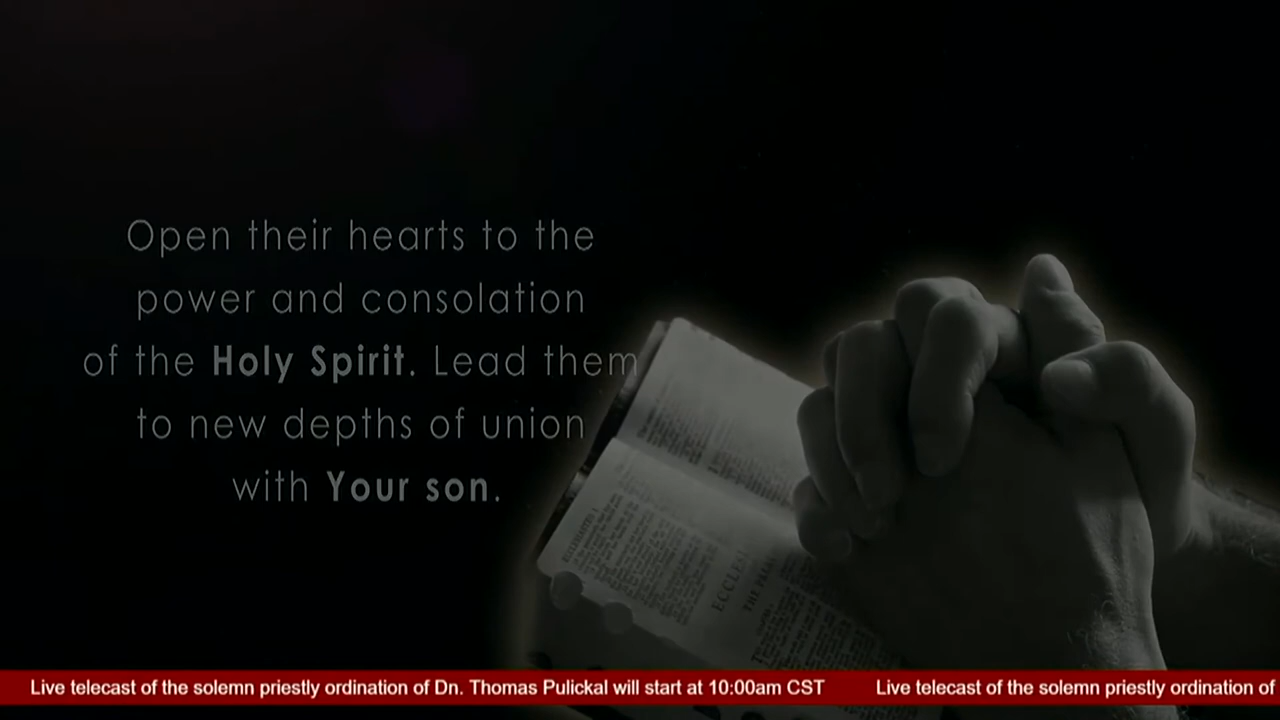 Open their hearts to the
power and consolation
of the Holy Spirit. Lead them
to new depths of union
with Your son.
ECCLESIASTES 1
Live telecast of the solemn priestly ordination of Dn. Thomas Pulickal will start at 10:00am CST Live telecast of the solemn priestly ordination of